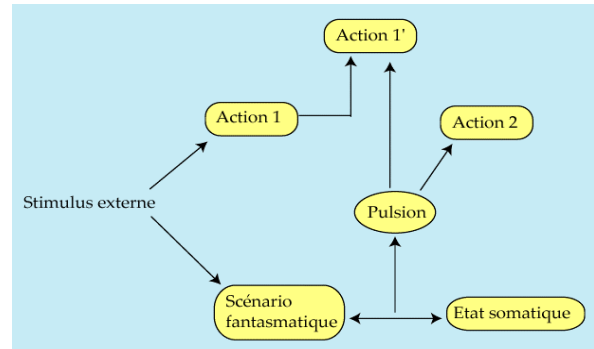 Action 1'
Action 1
Action 2
Stimulus externe
Pulsion
Scénario
fantasmatique
Etat somatique